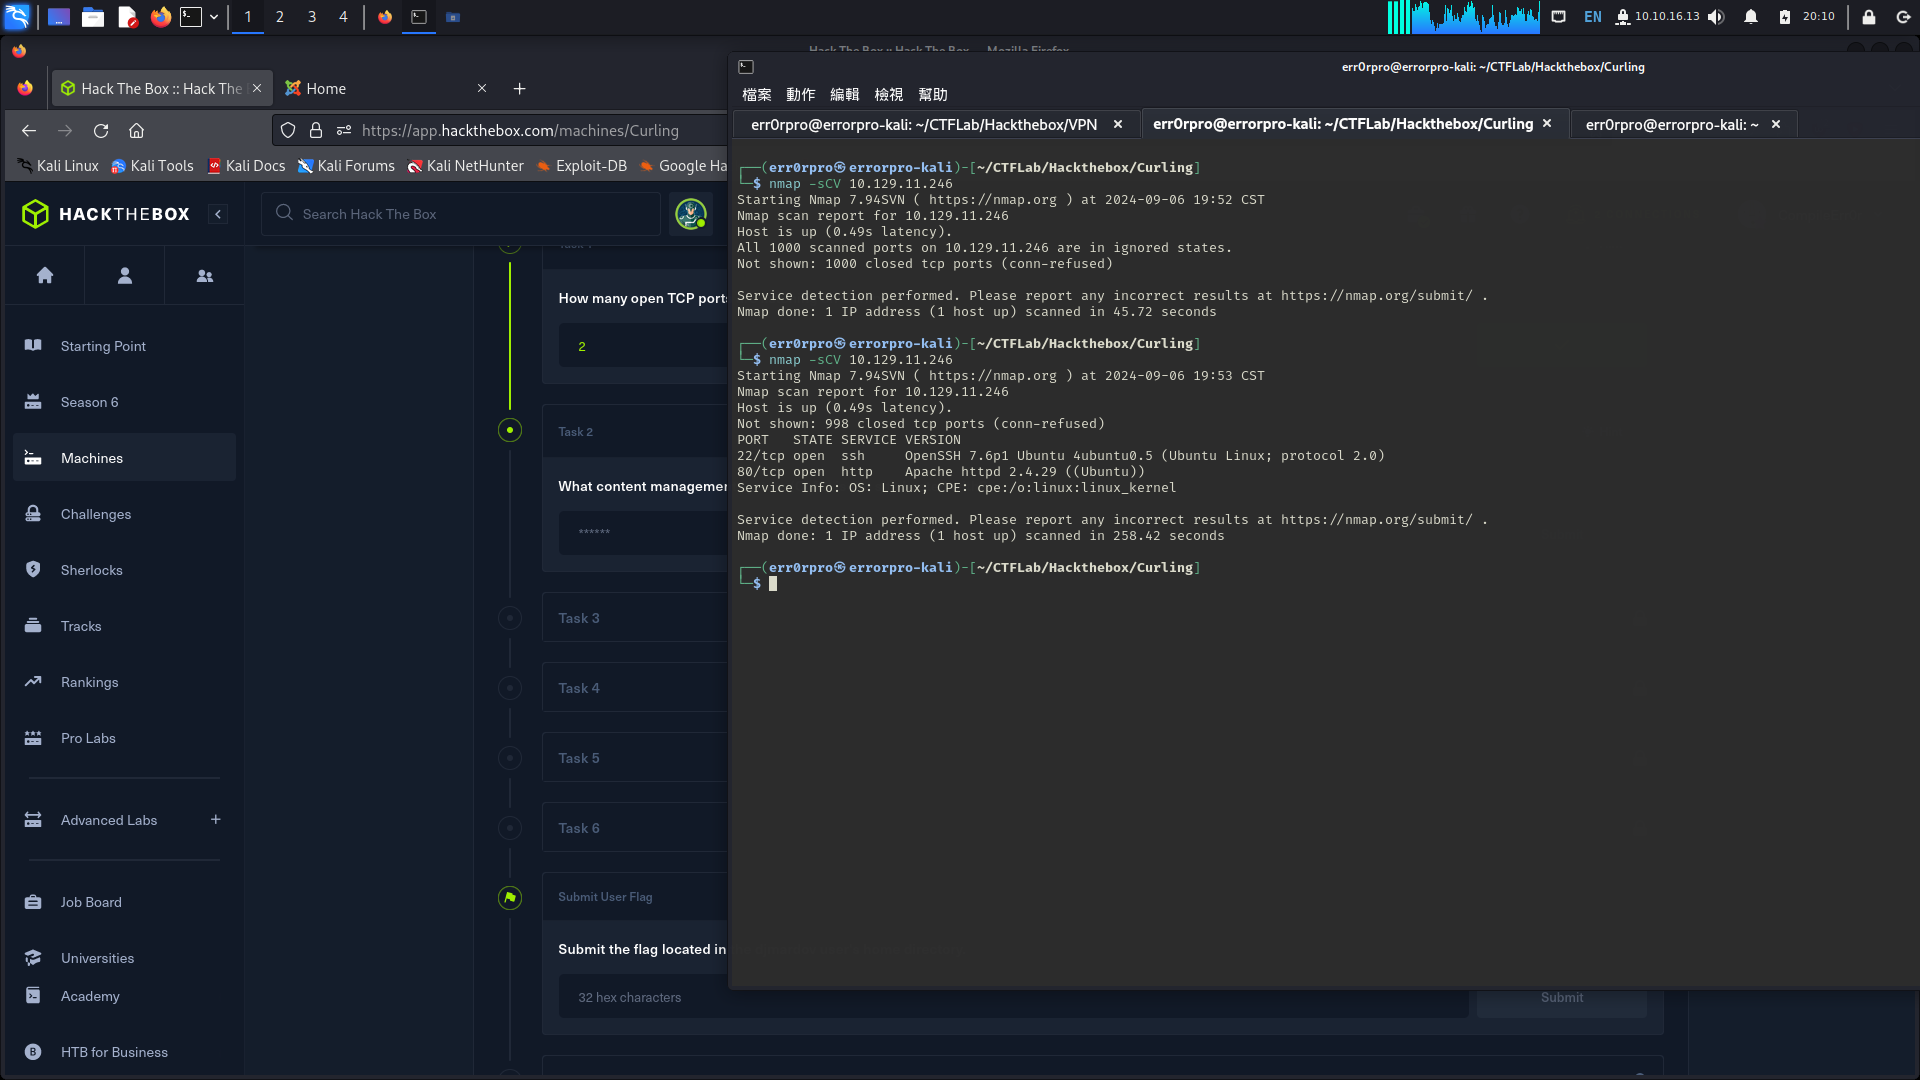 1
2
3
4
EN
10.10.16.13
20:10
Hack The Box :: Hack The Box — Mozilla Firefox
Hack The Box :: Hack The
Home
https://app.hackthebox.com/machines/Curling
Kali Linux
Kali Tools
Kali Docs
Kali Forums
Kali NetHunter
Exploit-DB
Google Ha
HACKTHEBOX
Search Hack The Box
Starting Point
Season 6
Machines
Challenges
Sherlocks
Tracks
Rankings
Pro Labs
Advanced Labs
Job Board
Universities
Academy
B HTB for Business
Task 1
How many open TCP ports
2
Task 2
What content managemen
******
Task 3
Task 4
Task 5
Task 6
Submit User Flag
Submit the flag located in
32 hex characters
Submit
err0rpro@errorpro-kali: ~/CTFLab/Hackthebox/Curling
檔案 動作 編輯 檢視 幫助
err0rpro@errorpro-kali: ~/CTFLab/Hackthebox/VPN
err0rpro@errorpro-kali: ~/CTFLab/Hackthebox/Curling
err0rpro@errorpro-kali: ~
┌──(err0rpro㉿errorpro-kali)-[~/CTFLab/Hackthebox/Curling]
└─$ nmap -sCV 10.129.11.246
Starting Nmap 7.94SVN ( https://nmap.org ) at 2024-09-06 19:52 CST
Nmap scan report for 10.129.11.246
Host is up (0.49s latency).
All 1000 scanned ports on 10.129.11.246 are in ignored states.
Not shown: 1000 closed tcp ports (conn-refused)
Service detection performed. Please report any incorrect results at https://nmap.org/submit/ .
Nmap done: 1 IP address (1 host up) scanned in 45.72 seconds
┌──(err0rpro㉿errorpro-kali)-[~/CTFLab/Hackthebox/Curling]
└─$ nmap -sCV 10.129.11.246
Starting Nmap 7.94SVN ( https://nmap.org ) at 2024-09-06 19:53 CST
Nmap scan report for 10.129.11.246
Host is up (0.49s latency).
Not shown: 998 closed tcp ports (conn-refused)
PORT   STATE SERVICE VERSION
22/tcp open  ssh     OpenSSH 7.6p1 Ubuntu 4ubuntu0.5 (Ubuntu Linux; protocol 2.0)
80/tcp open  http    Apache httpd 2.4.29 ((Ubuntu))
Service Info: OS: Linux; CPE: cpe:/o:linux:linux_kernel
Service detection performed. Please report any incorrect results at https://nmap.org/submit/ .
Nmap done: 1 IP address (1 host up) scanned in 258.42 seconds
┌──(err0rpro㉿errorpro-kali)-[~/CTFLab/Hackthebox/Curling]
└─$